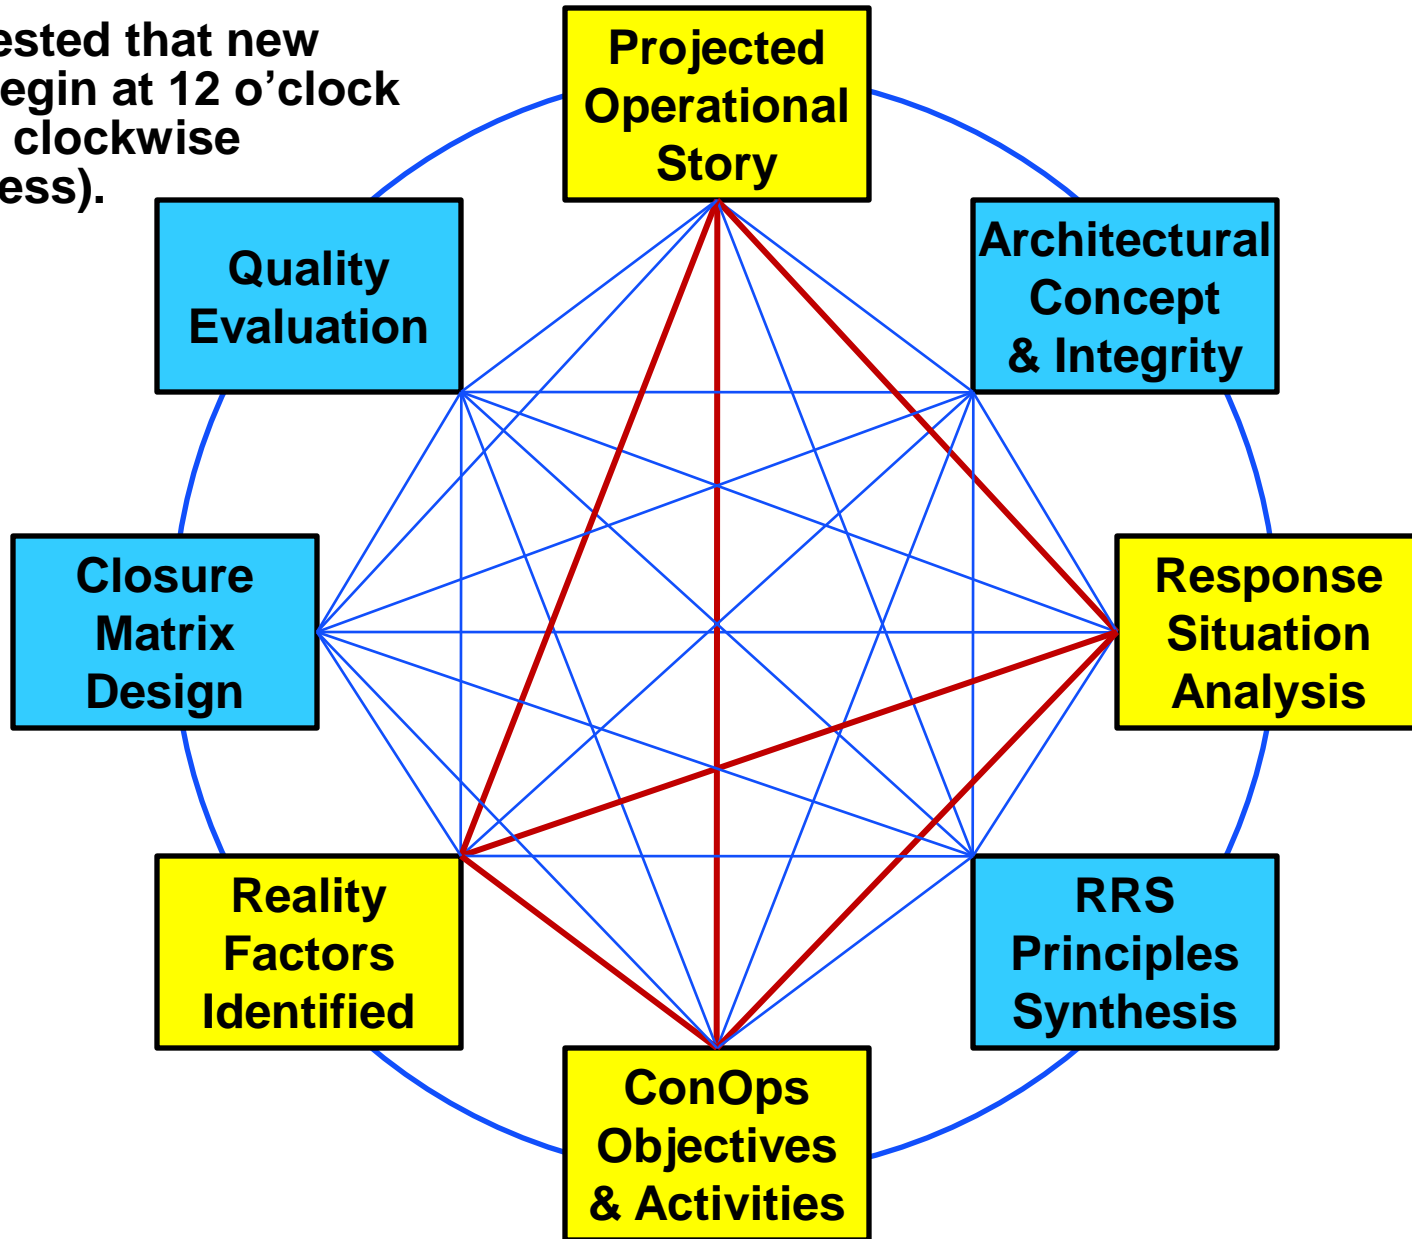 ested that new
egin at 12 o’clock
clockwise
ess).
Projected
Operational
Story
Architectural
Concept
& Integrity
Response
Situation
Analysis
RRS
Principles
Synthesis
ConOps
Objectives
& Activities
Reality
Factors
Identified
Closure
Matrix
Design
Quality
Evaluation